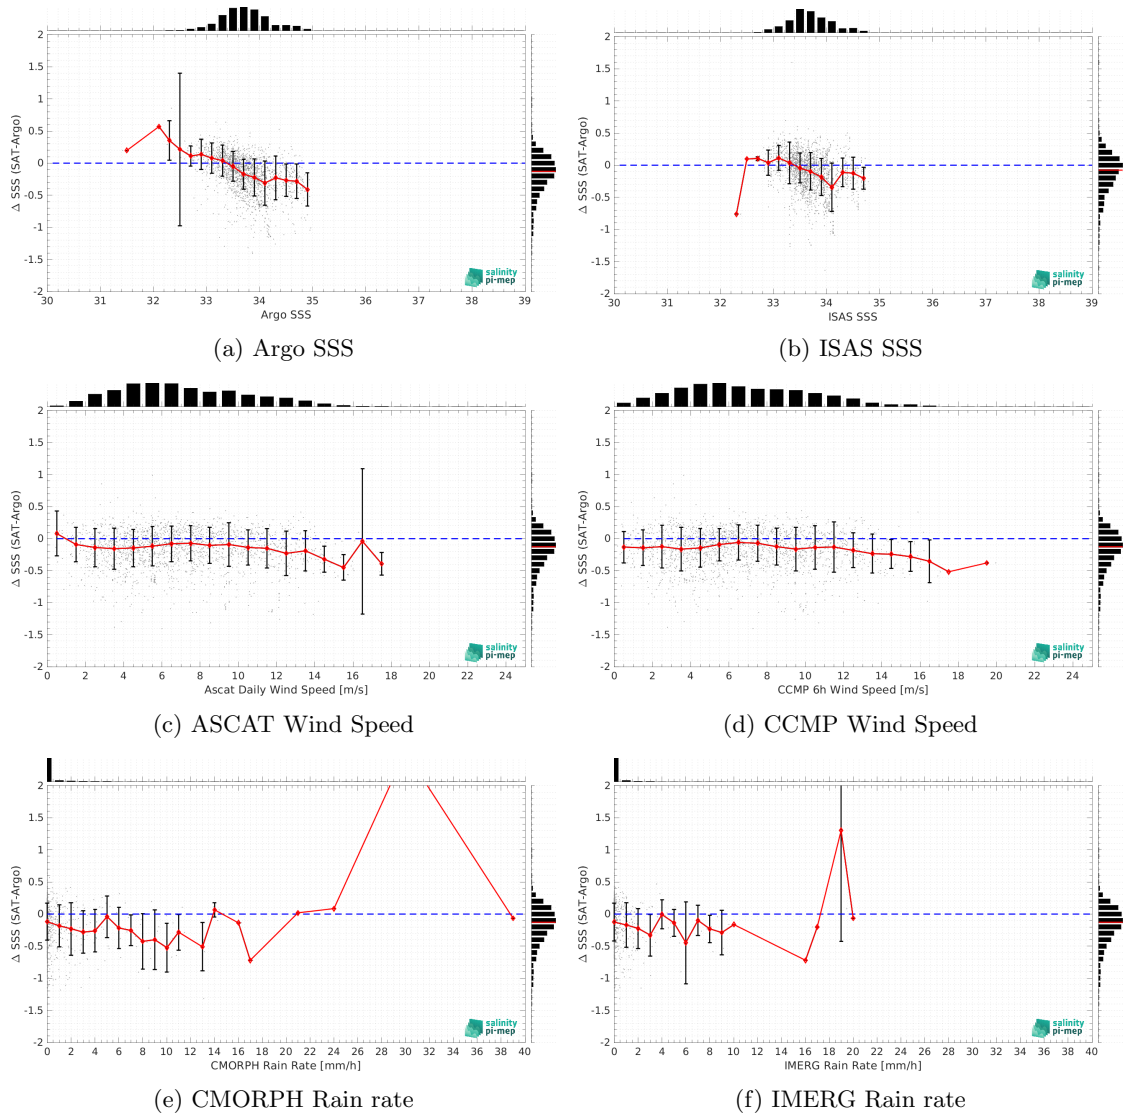 2
1.5
1
0.5
0
-0.5
-1
-1.5
-2
Δ SSS (SAT-Argo)
30 31 32 33 34 35 36 37 38 39
Argo SSS
salinity
pi-mep
(a) Argo SSS
2
1.5
1
0.5
0
-0.5
-1
-1.5
-2
Δ SSS (SAT-Argo)
30 31 32 33 34 35 36 37 38 39
ISAS SSS
salinity
pi-mep
(b) ISAS SSS
2
1.5
1
0.5
0
-0.5
-1
-1.5
-2
Δ SSS (SAT-Argo)
0 2 4 6 8 10 12 14 16 18 20 22 24
Ascat Daily Wind Speed [m/s]
salinity
pi-mep
(c) ASCAT Wind Speed
2
1.5
1
0.5
0
-0.5
-1
-1.5
-2
Δ SSS (SAT-Argo)
0 2 4 6 8 10 12 14 16 18 20 22 24
CCMP 6h Wind Speed [m/s]
salinity
pi-mep
(d) CCMP Wind Speed
2
1.5
1
0.5
0
-0.5
-1
-1.5
-2
Δ SSS (SAT-Argo)
0 2 4 6 8 10 12 14 16 18 20 22 24 26 28 30 32 34 36 38 40
CMORPH Rain Rate [mm/h]
salinity
pi-mep
(e) CMORPH Rain rate
2
1.5
1
0.5
0
-0.5
-1
-1.5
-2
Δ SSS (SAT-Argo)
0 2 4 6 8 10 12 14 16 18 20 22 24 26 28 30 32 34 36 38 40
IMERG Rain Rate [mm/h]
salinity
pi-mep
(f) IMERG Rain rate